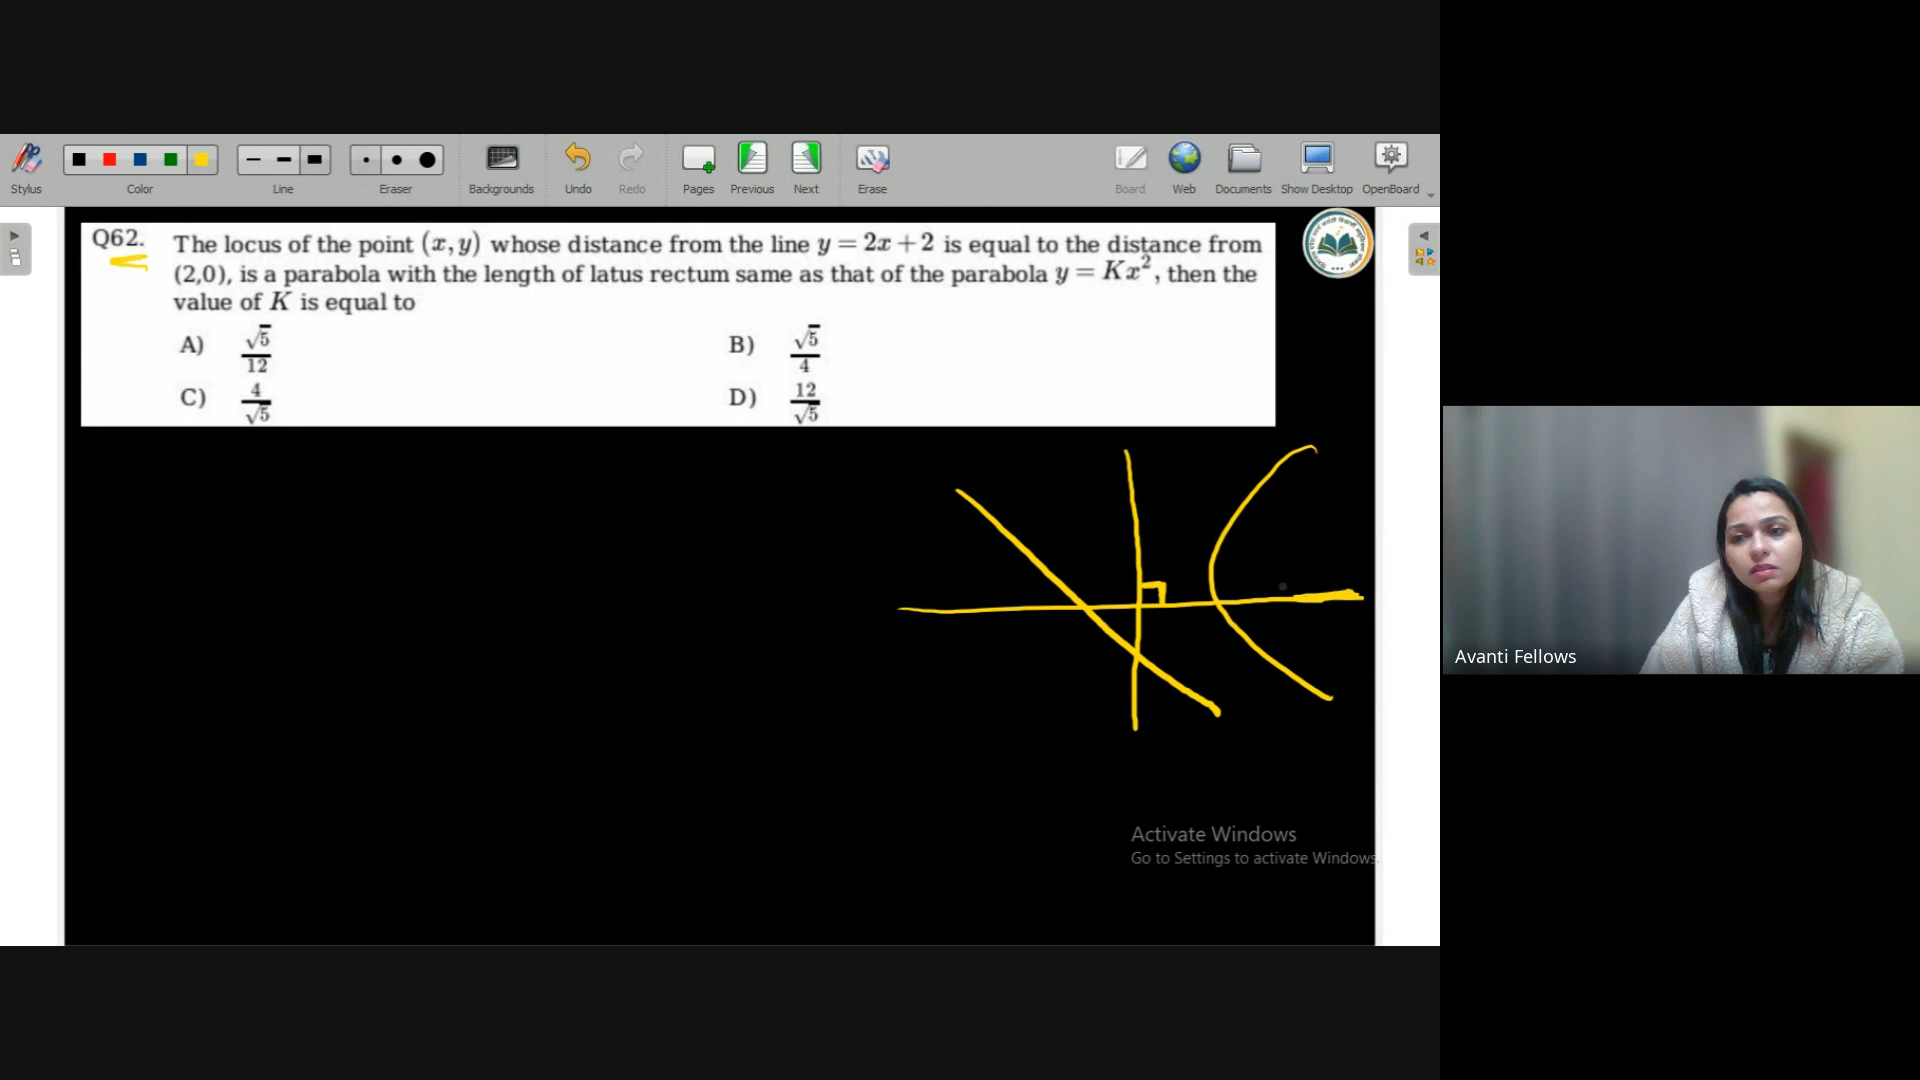 Stylus
Color
Line
Eraser
Backgrounds
Undo
Redo
Pages
Previous
Next
Erase
Board
Web
Documents
Show Desktop
OpenBoard
Q62. The locus of the point (x, y) whose distance from the line y = 2x + 2 is equal to the distance from
(2,0), is a parabola with the length of latus rectum same as that of the parabola y = Kx², then the
value of K is equal to
A) √5/12
B) √5/4
C) 4/√5
D) 12/√5
Avanti Fellows
Activate Windows
Go to Settings to activate Windows.